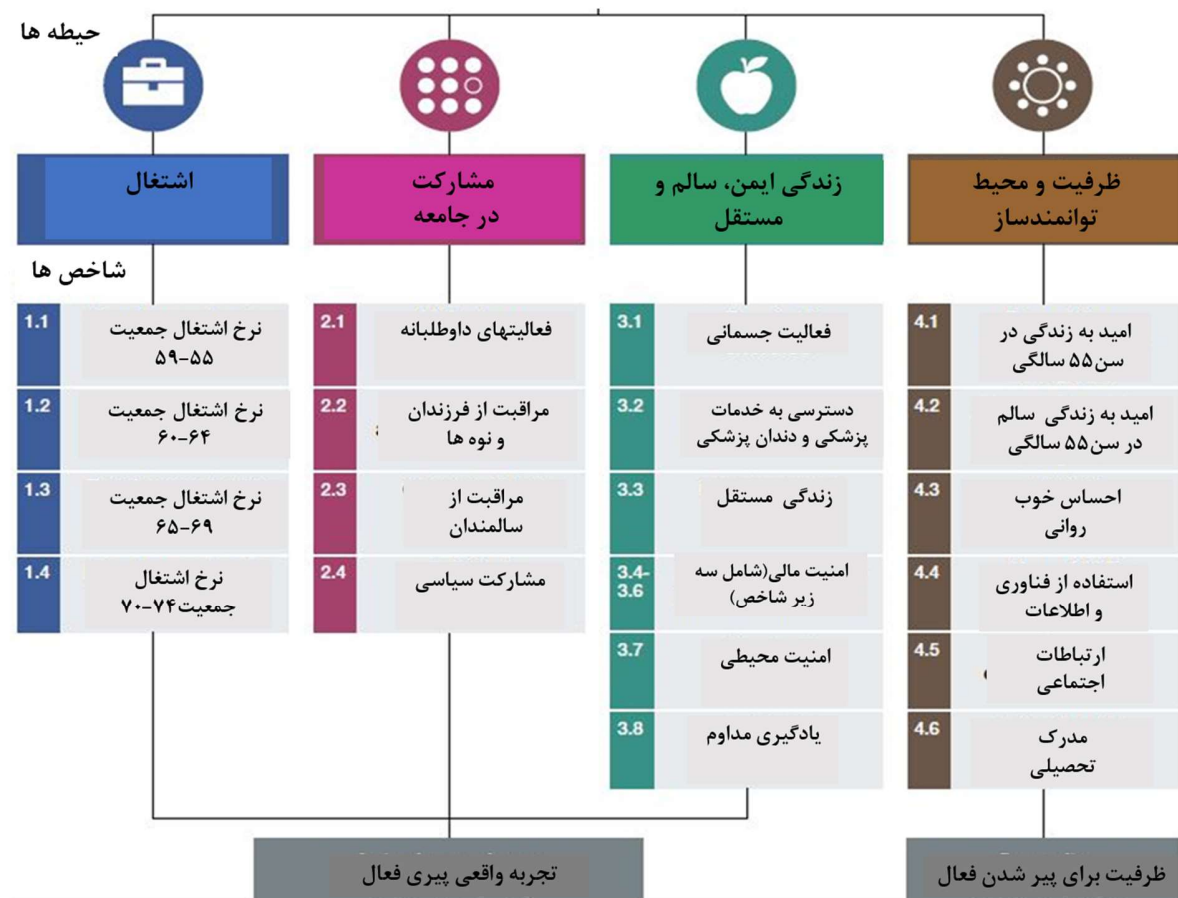 حیطه ها
اشتغال
مشارکت
در جامعه
زندگی ایمن، سالم و
مستقل
ظرفیت و محیط
توانمندساز
شاخص ها
1.1
نرخ اشتغال جمعیت
۵۹-۵۵
1.2
نرخ اشتغال جمعیت
۶۰-۶۴
1.3
نرخ اشتغال جمعیت
۶۵-۶۹
1.4
نرخ اشتغال
جمعیت۷۴-۷۰
2.1
فعالیتهای داوطلبانه
2.2
مراقبت از فرزندان
و نوه ها
2.3
مراقبت از
سالمندان
2.4
مشارکت سیاسی
3.1
فعالیت جسمانی
3.2
دسترسی به خدمات
پزشکی و دندان پزشکی
3.3
زندگی مستقل
3.4-
3.6
امنیت مالی(شامل سه
زیر شاخص)
3.7
امنیت محیطی
3.8
یادگیری مداوم
4.1
امید به زندگی در
سن۵۵ سالگی
4.2
امید به زندگی سالم
در سن۵۵ سالگی
4.3
احساس خوب
روانی
4.4
استفاده از فناوری
و اطلاعات
4.5
ارتباطات
اجتماعی
4.6
مدرک
تحصیلی
تجربه واقعی پیری فعال
ظرفیت برای پیر شدن فعال